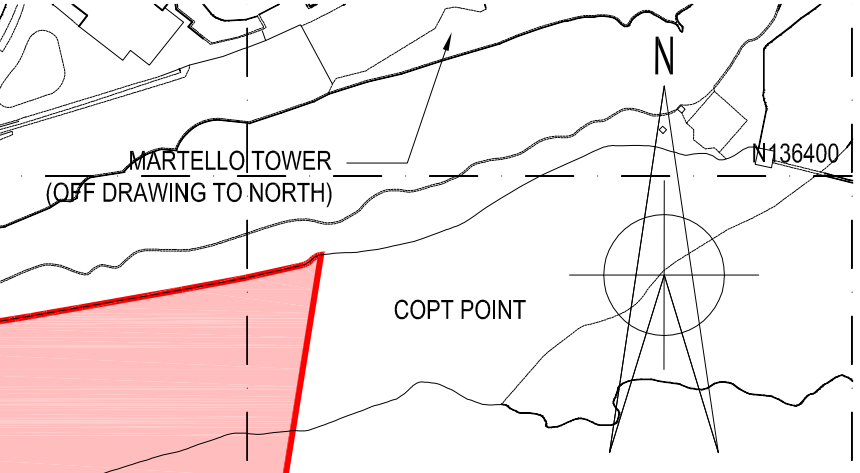 N
MARTELLO TOWER
(OFF DRAWING TO NORTH)
N136400
COPT POINT